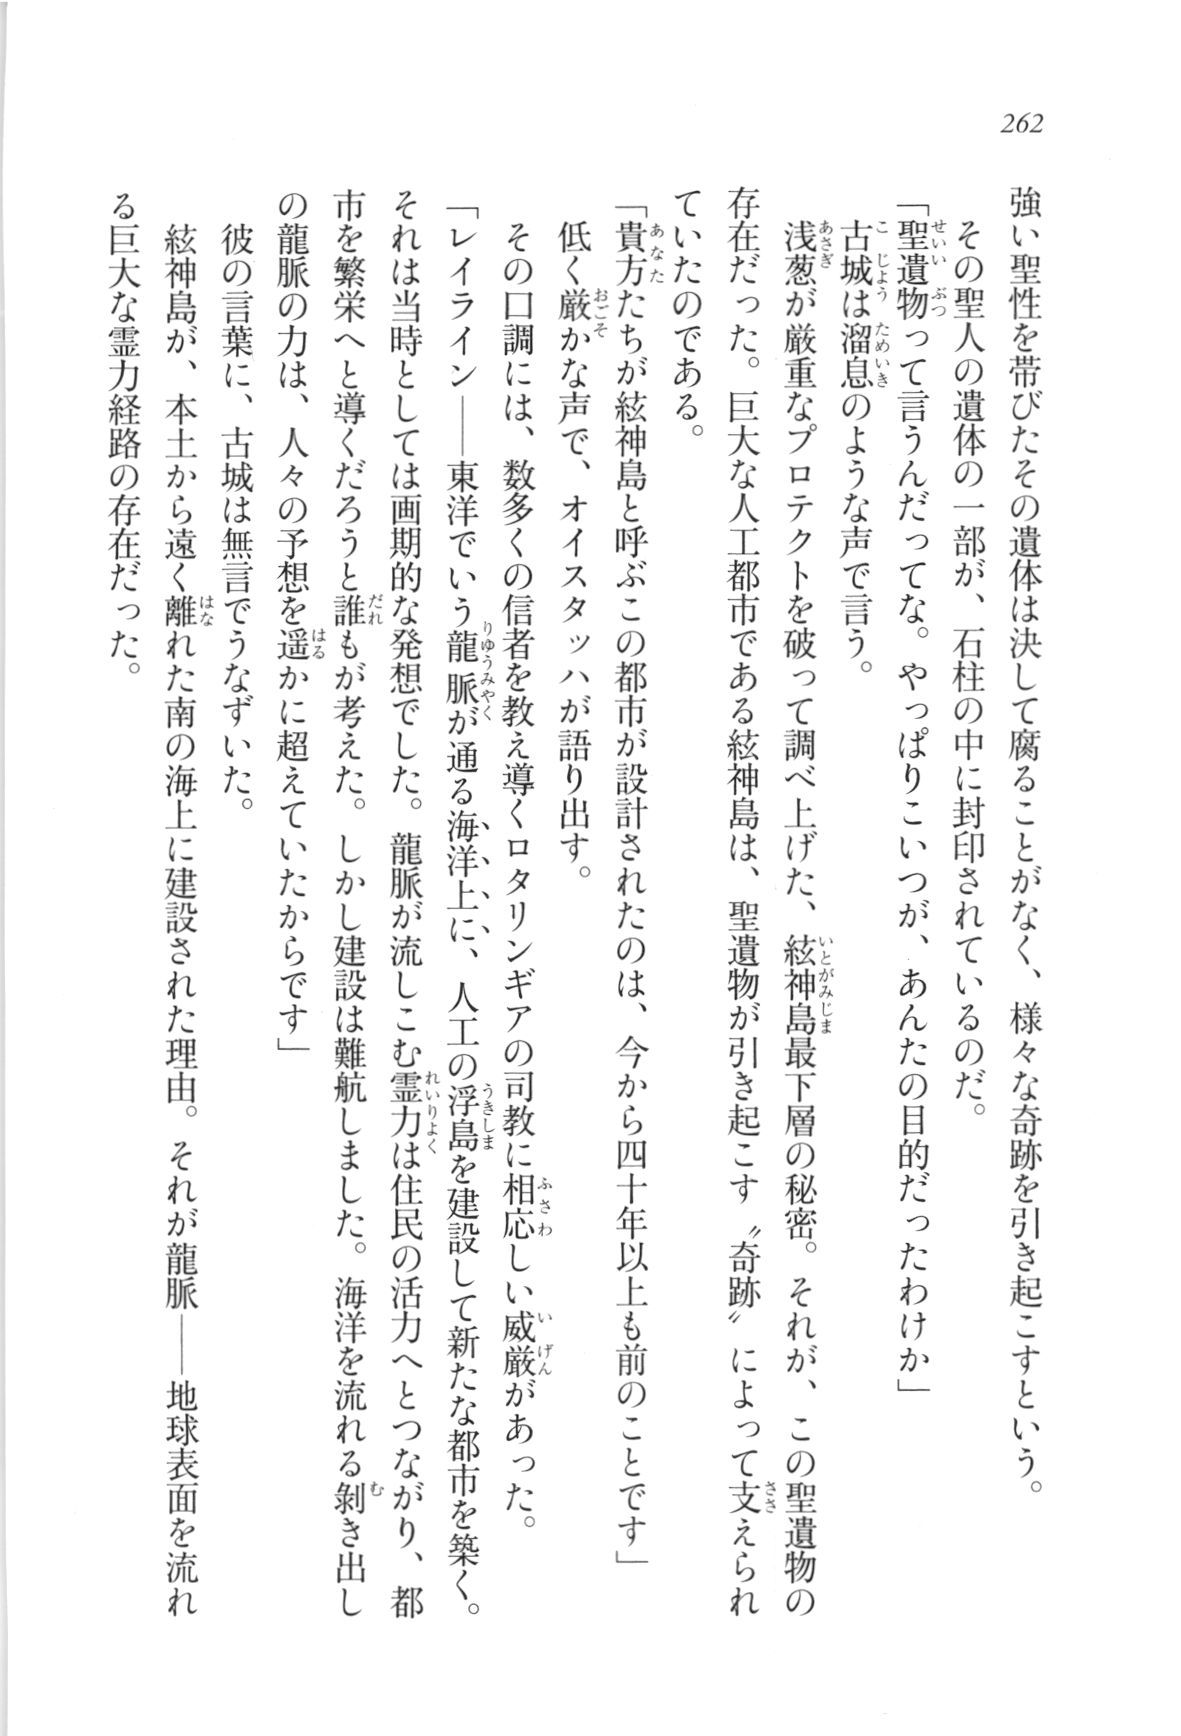 262
強い聖性を帯びたその遺体は決して腐ることがなく、様々な奇跡を引き起こすという。
その聖人の遺体の一部が、石柱の中に封印されているのだ。
「聖遺物って言うんだってな。やっぱりこいつが、あんたの目的だったわけか」
古城は溜息のような声で言う。
浅葱が厳重なプロテクトを破って調べ上げた、絃神島最下層の秘密。それが、この聖遺物の
存在だった。巨大な人工都市である絃神島は、聖遺物が引き起こす〝奇跡〟によって支えられ
ていたのである。
「貴方たちが絃神島と呼ぶこの都市が設計されたのは、今から四十年以上も前のことです」
低く厳かな声で、オイスタッハが語り出す。
その口調には、数多くの信者を教え導くロタリンギアの司教に相応しい威厳があった。
「レイライン――東洋でいう龍脈が通る海洋上に、人工の浮島を建設して新たな都市を築く。
それは当時としては画期的な発想でした。龍脈が流しこむ霊力は住民の活力へとつながり、都
市を繁栄へと導くだろうと誰もが考えた。しかし建設は難航しました。海洋を流れる剝き出し
の龍脈の力は、人々の予想を遥かに超えていたからです」
彼の言葉に、古城は無言でうなずいた。
絃神島が、本土から遠く離れた南の海上に建設された理由。それが龍脈――地球表面を流れ
る巨大な霊力経路の存在だった。